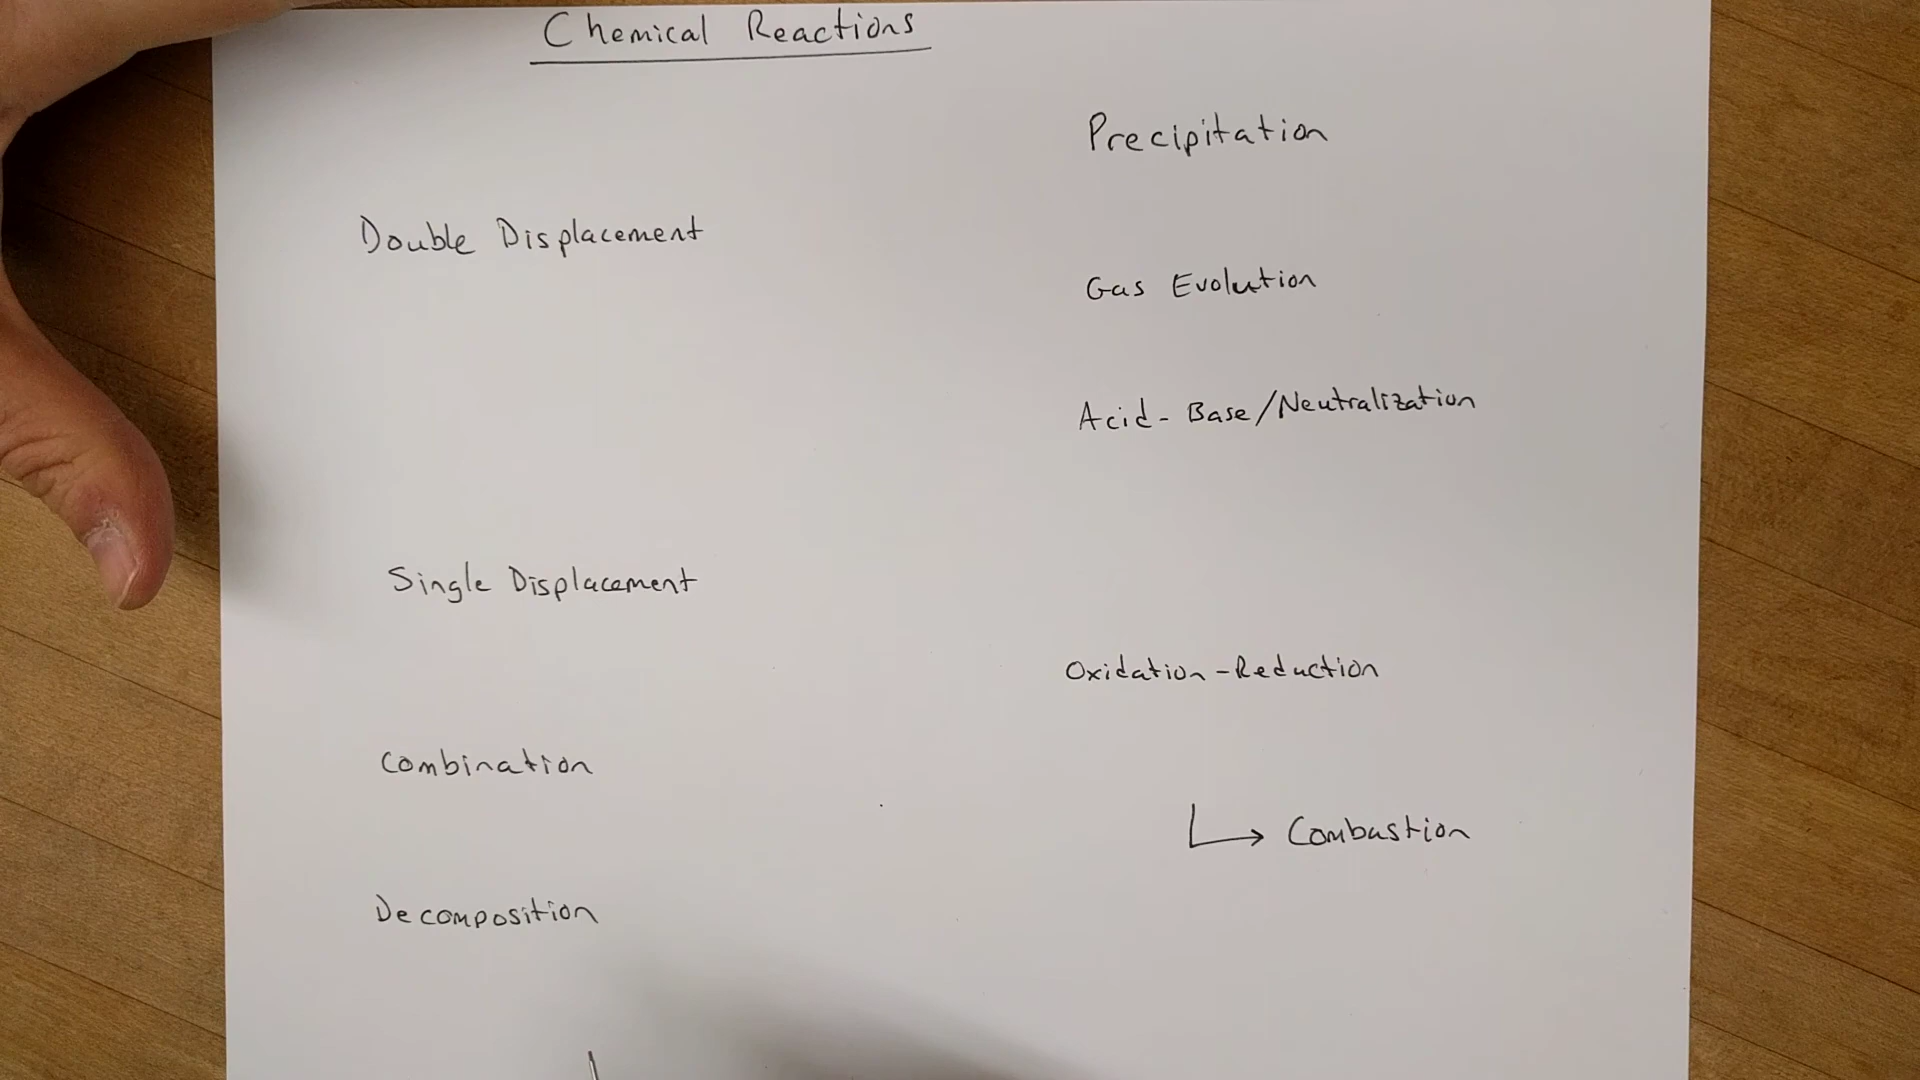 Chemical Reactions
Precipitation
Double Displacement
Gas Evolution
Acid-Base/Neutralization
Single Displacement
Oxidation-Reduction
Combination
Combustion
Decomposition